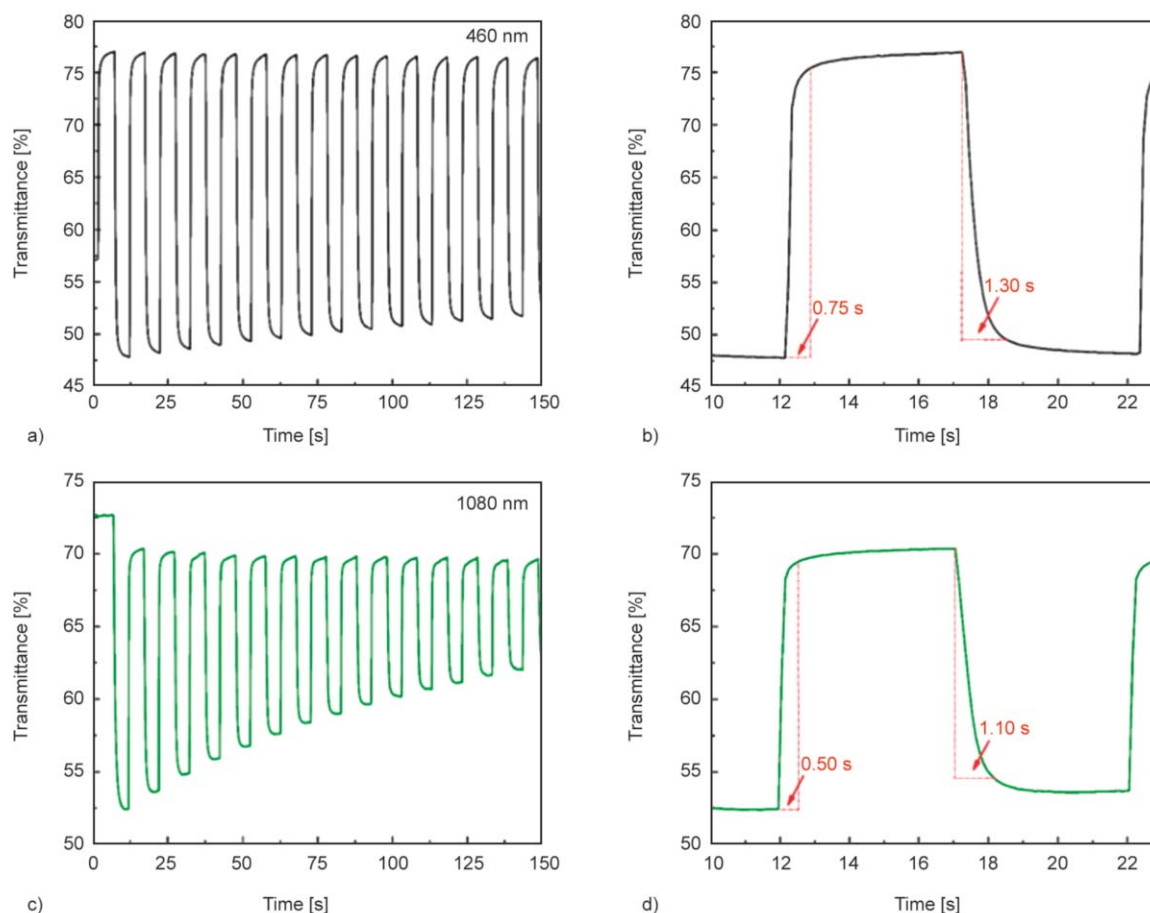 80
75
70
65
60
55
50
45
Transmittance [%]
460 nm
0 25 50 75 100 125 150
a) Time [s]
80
75
70
65
60
55
50
45
Transmittance [%]
0.75 s
1.30 s
10 12 14 16 18 20 22
b) Time [s]
75
70
65
60
55
50
Transmittance [%]
1080 nm
0 25 50 75 100 125 150
c) Time [s]
75
70
65
60
55
50
Transmittance [%]
0.50 s
1.10 s
10 12 14 16 18 20 22
d) Time [s]